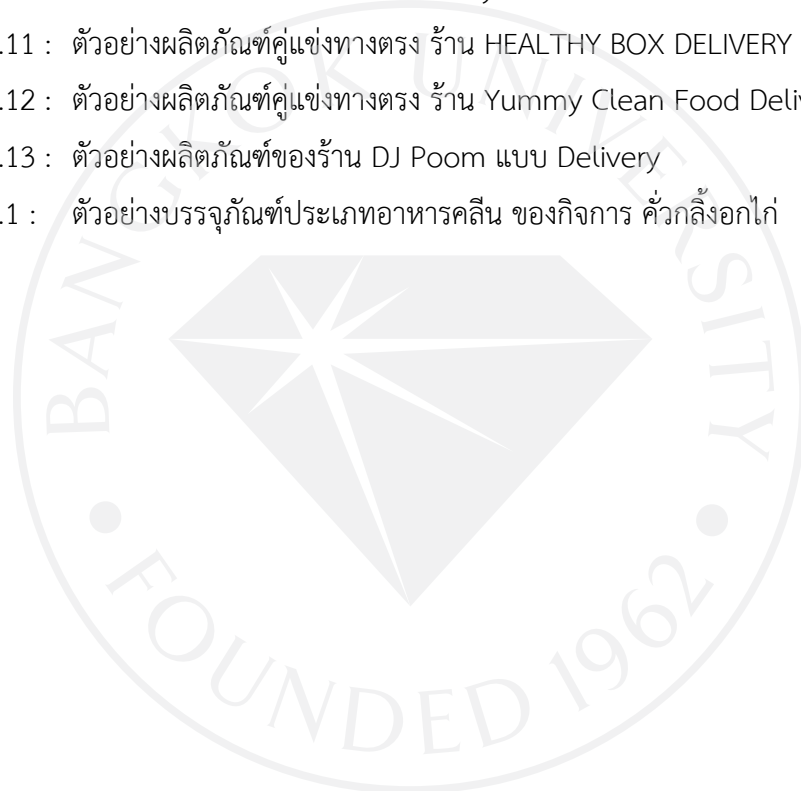 .11 : ตัวอย่างผลิตภัณฑ์คู่แข่งทางตรง ร้าน HEALTHY BOX DELIVERY
.12 : ตัวอย่างผลิตภัณฑ์คู่แข่งทางตรง ร้าน Yummy Clean Food Deli
.13 : ตัวอย่างผลิตภัณฑ์ของร้าน DJ Poom แบบ Delivery
.1 : ตัวอย่างบรรจุภัณฑ์ประเภทอาหารคลีน ของกิจการ คั่วกลิ้งอกไก่
BANGKOK UNIVERSITY
FOUNDED 1962